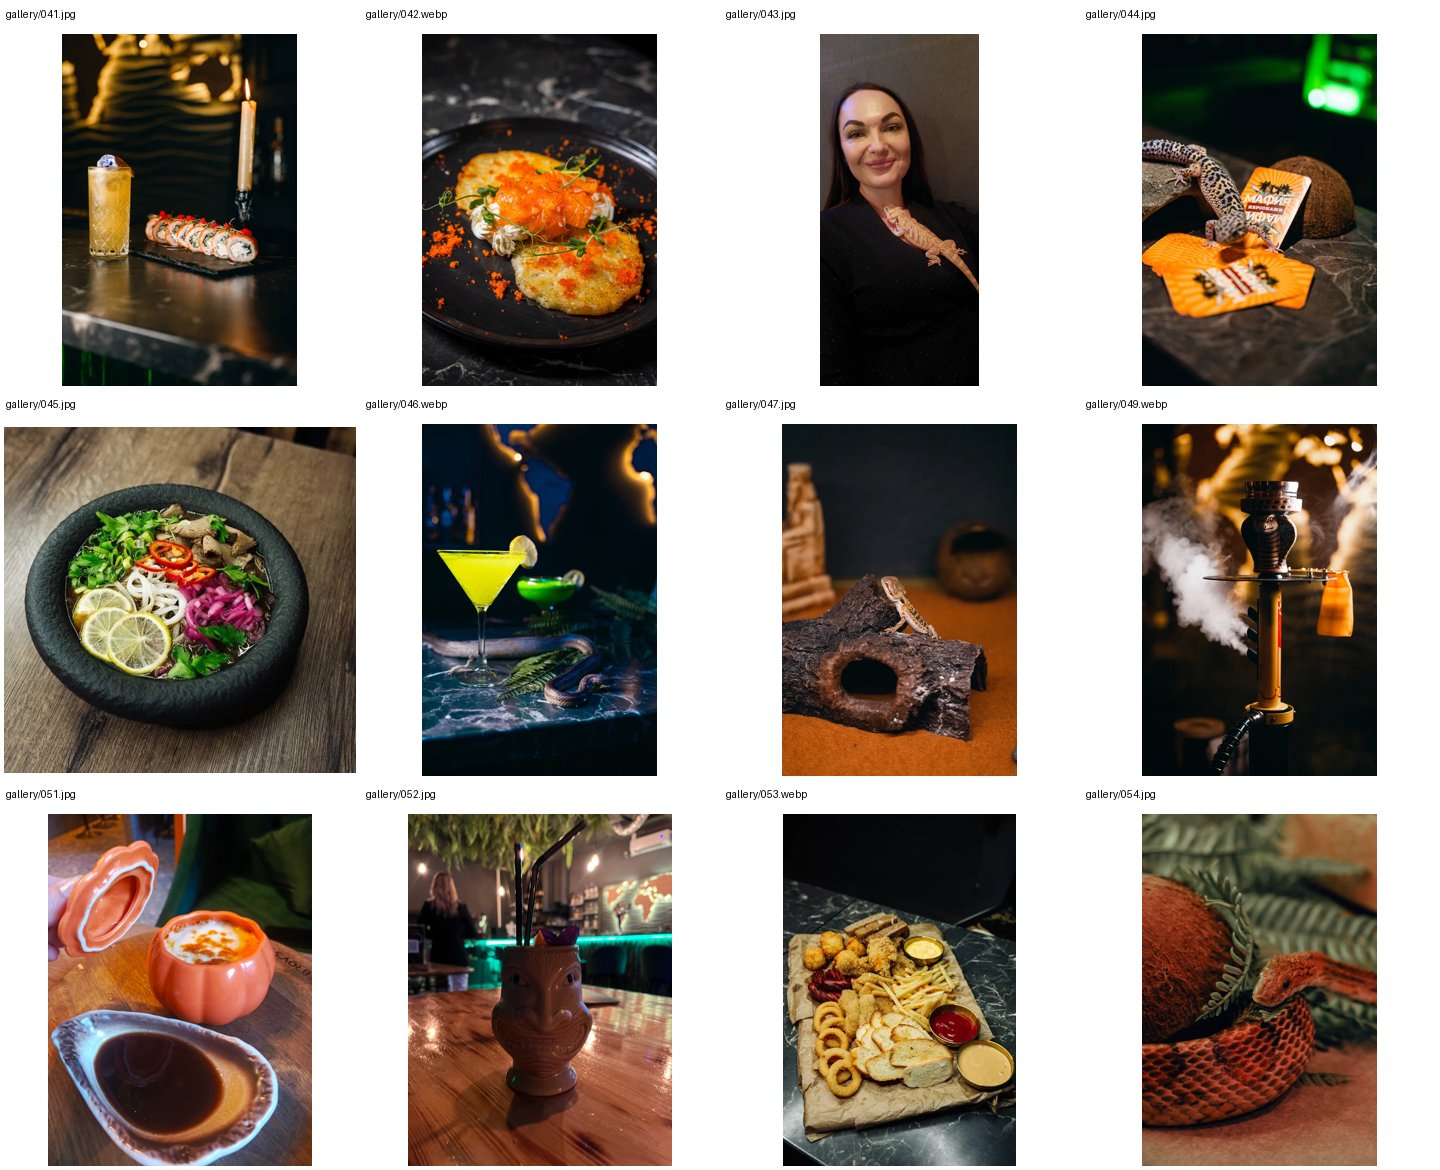 gallery/041.jpg
gallery/042.webp
gallery/043.jpg
gallery/044.jpg
МАФИЯ
gallery/045.jpg
gallery/046.webp
gallery/047.jpg
gallery/049.webp
gallery/051.jpg
gallery/052.jpg
gallery/053.webp
gallery/054.jpg